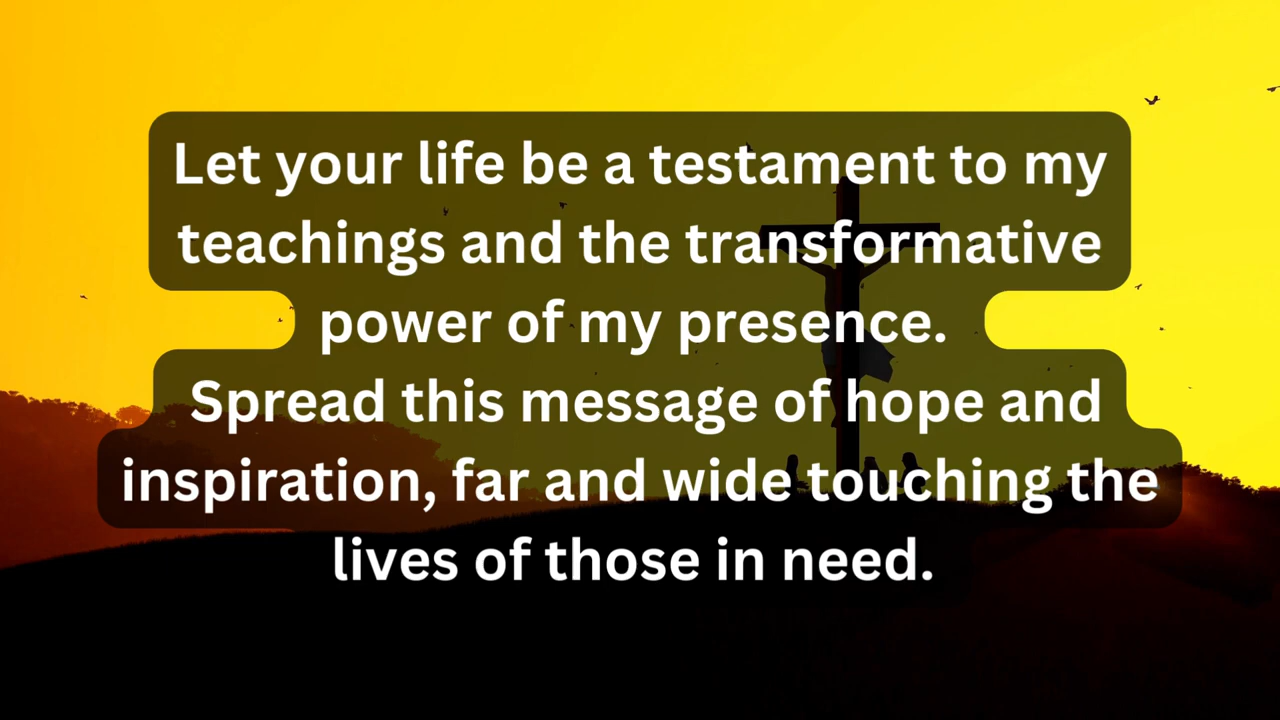 Let your life be a testament to my
teachings and the transformative
power of my presence.
Spread this message of hope and
inspiration, far and wide touching the
lives of those in need.